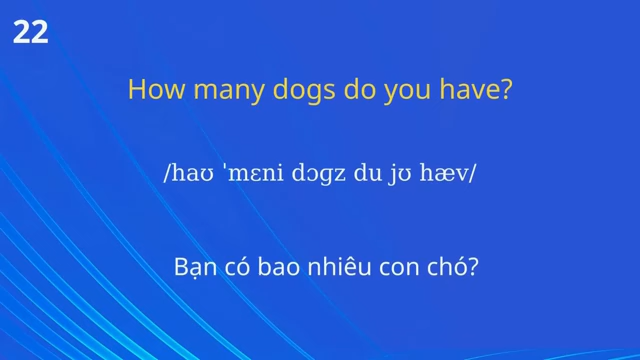 22
How many dogs do you have?
/haʊ ˈmɛni dɔgz du jʊ hæv/
Bạn có bao nhiêu con chó?